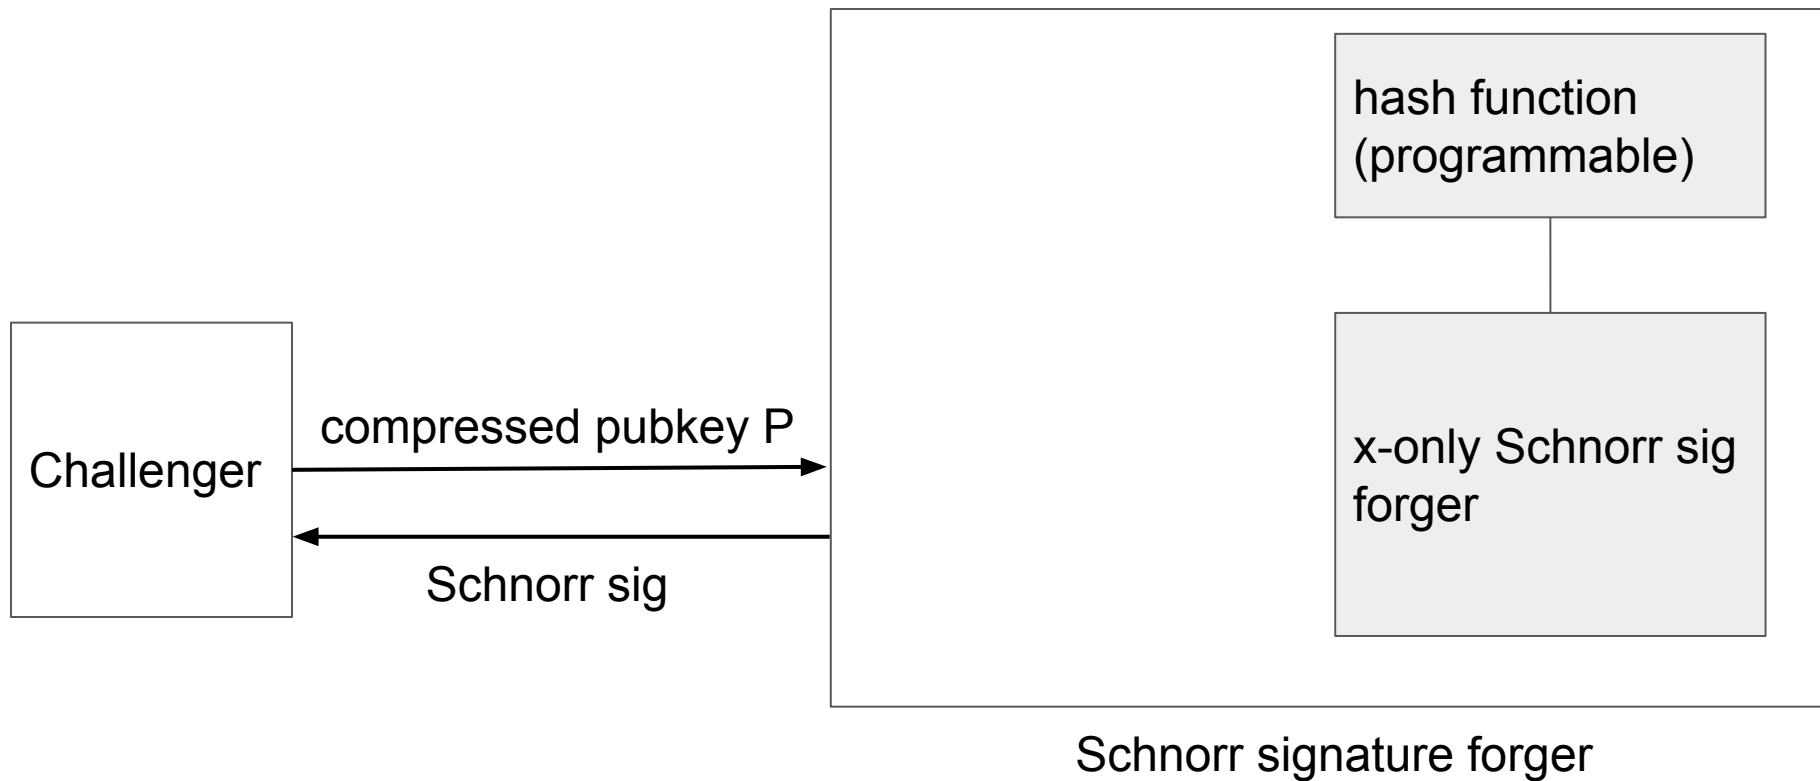 hash function
(programmable)
Challenger
compressed pubkey P
Schnorr sig
x-only Schnorr sig
forger
Schnorr signature forger